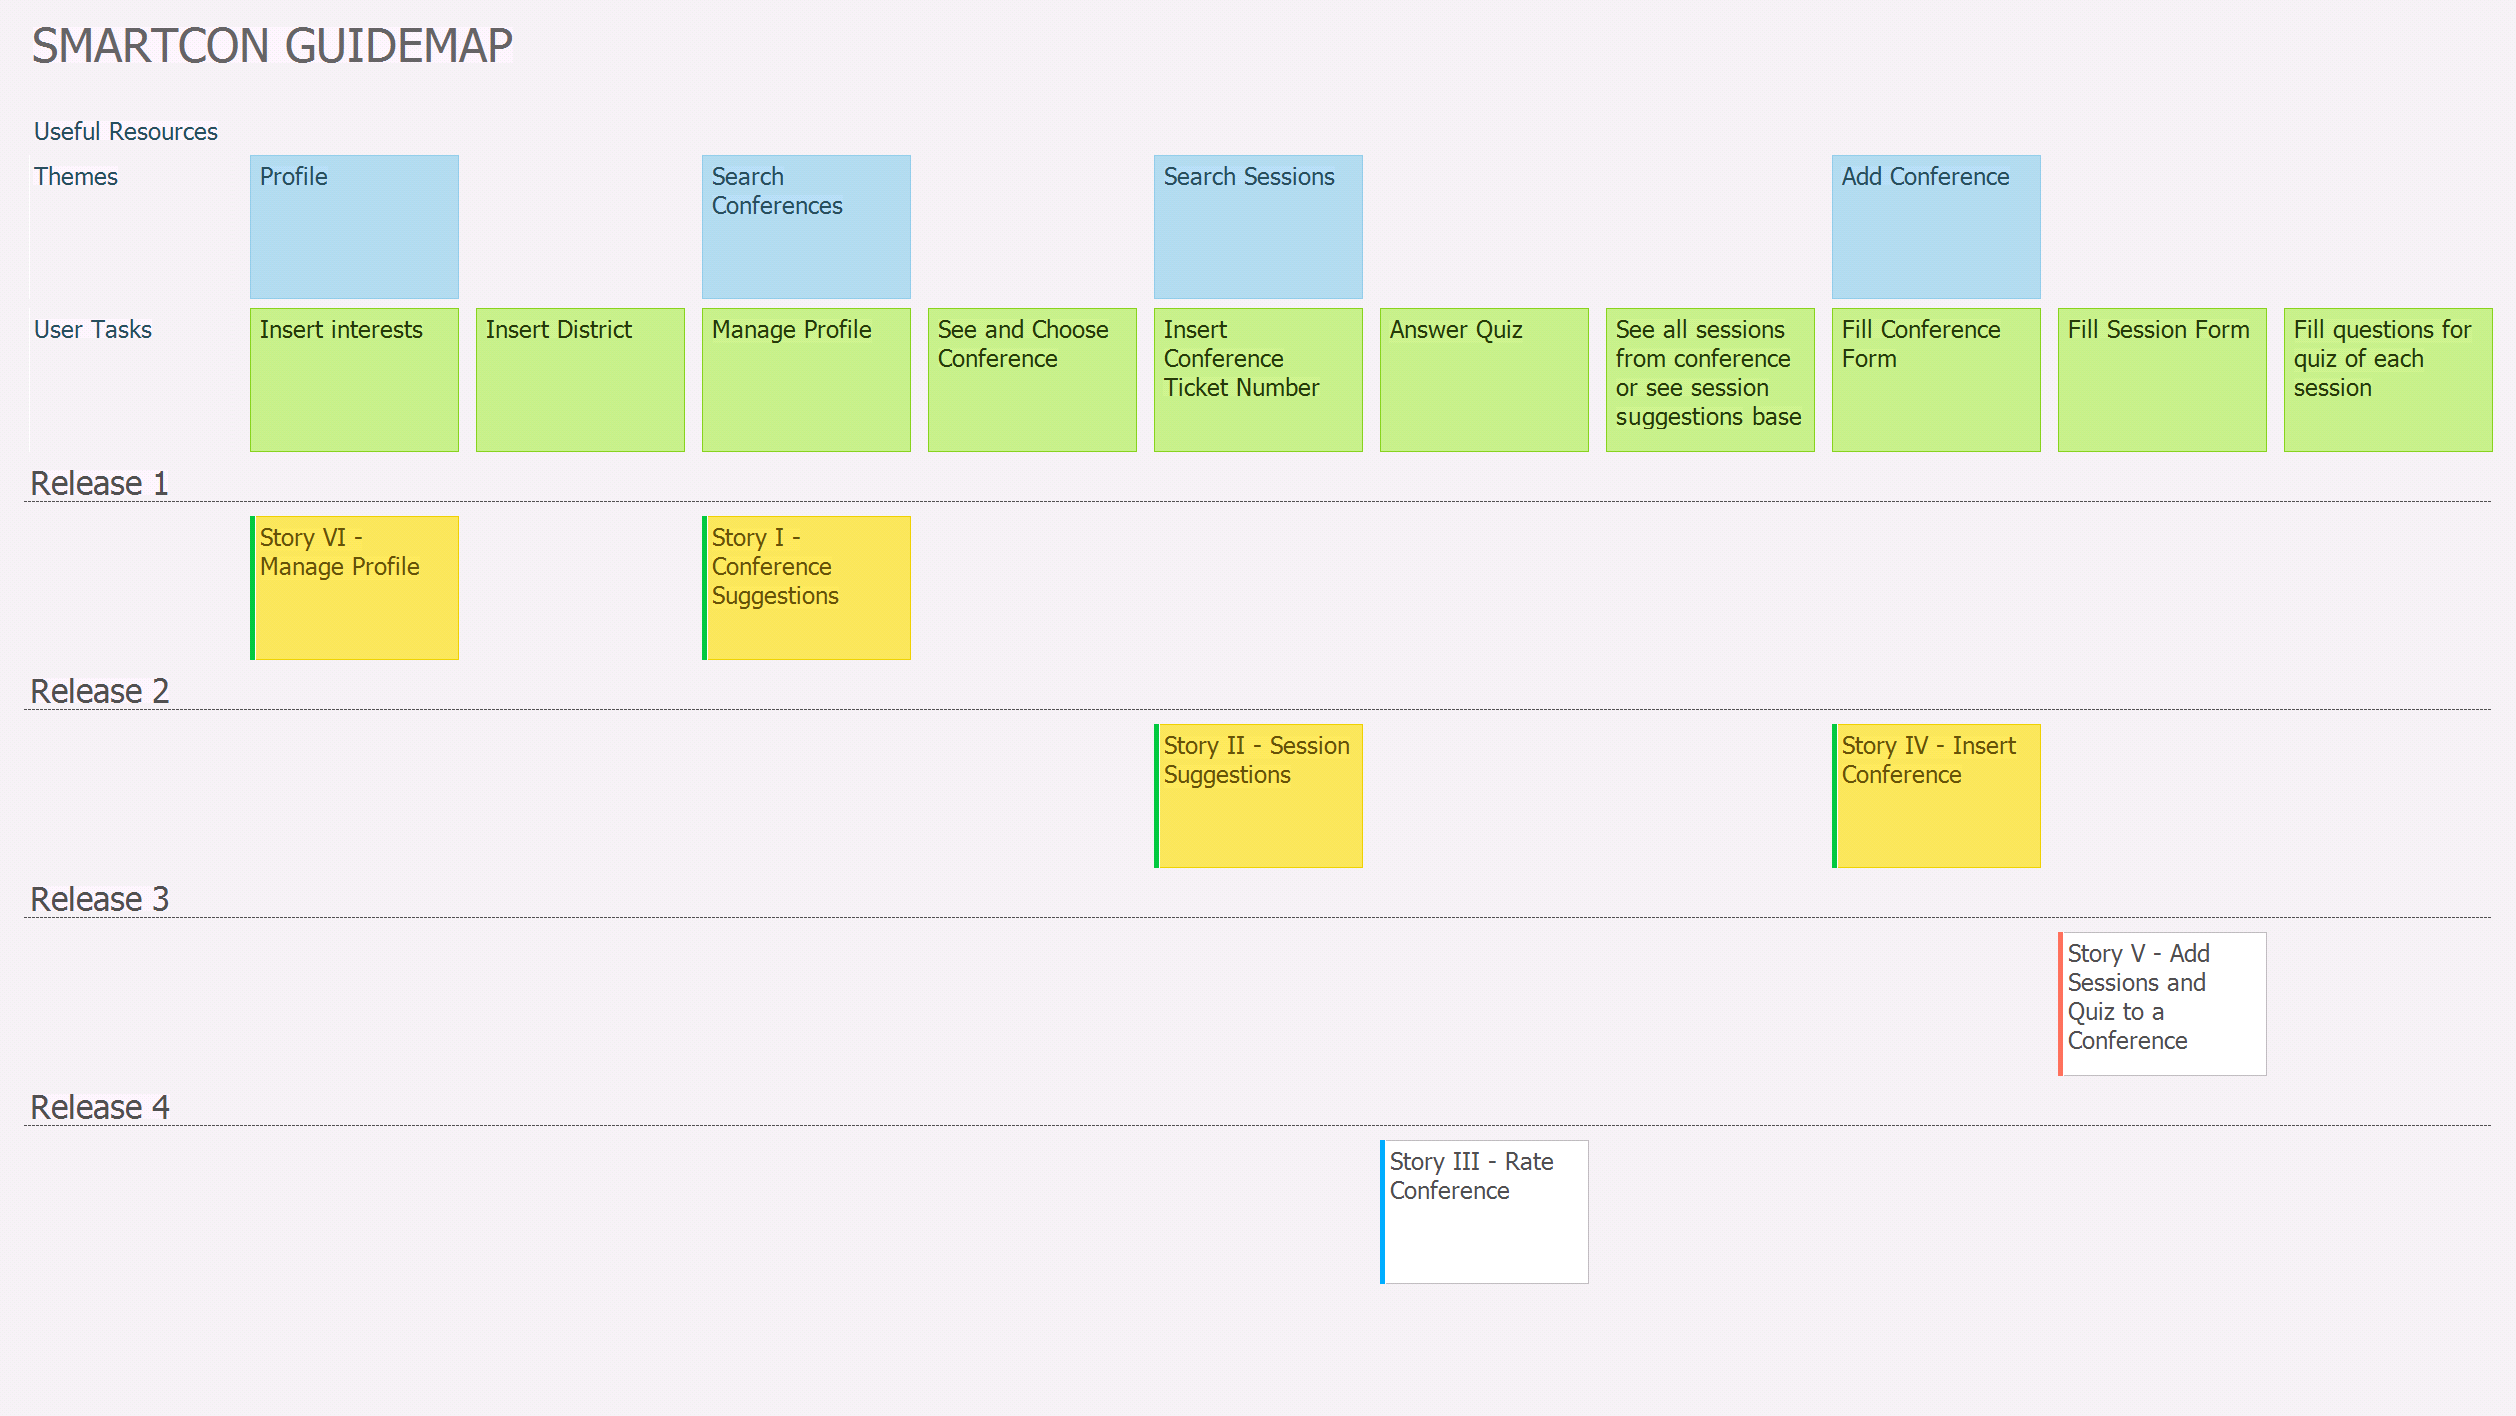 SMARTCON GUIDEMAP
Useful Resources
Themes
Profile
Search
Conferences
Search Sessions
Add Conference
User Tasks
Insert interests
Insert District
Manage Profile
See and Choose
Conference
Insert
Conference
Ticket Number
Answer Quiz
See all sessions
from conference
or see session
suggestions base
Fill Conference
Form
Fill Session Form
Fill questions for
quiz of each
session
Release 1
Story VI -
Manage Profile
Story I -
Conference
Suggestions
Release 2
Story II - Session
Suggestions
Story IV - Insert
Conference
Release 3
Story V - Add
Sessions and
Quiz to a
Conference
Release 4
Story III - Rate
Conference